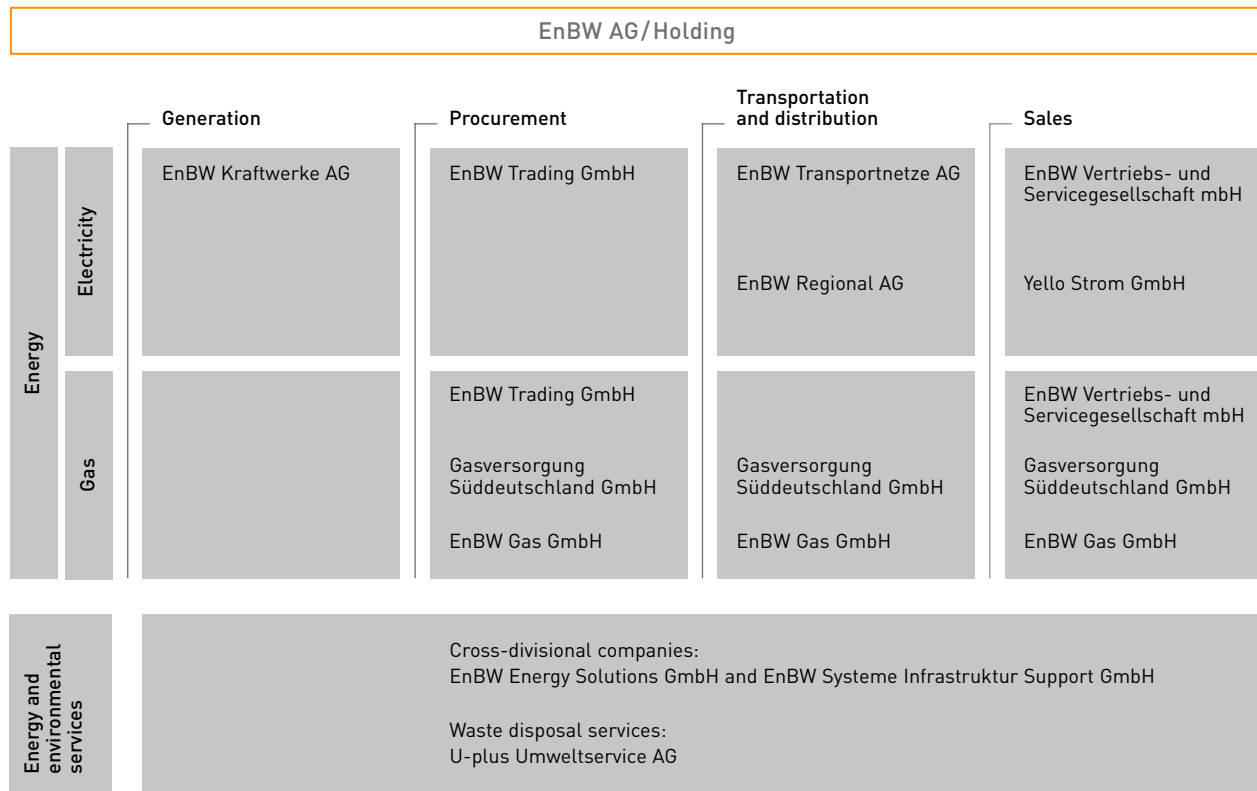 EnBW AG/Holding
Generation
Procurement
Transportation
and distribution
Sales
Energy
Electricity
EnBW Kraftwerke AG
EnBW Trading GmbH
EnBW Transportnetze AG
EnBW Regional AG
EnBW Vertriebs- und
Servicegesellschaft mbH
Yello Strom GmbH
Gas
EnBW Trading GmbH
Gasversorgung
Süddeutschland GmbH
EnBW Gas GmbH
Gasversorgung
Süddeutschland GmbH
EnBW Gas GmbH
EnBW Vertriebs- und
Servicegesellschaft mbH
Gasversorgung
Süddeutschland GmbH
EnBW Gas GmbH
Energy and
environmental
services
Cross-divisional companies:
EnBW Energy Solutions GmbH and EnBW Systeme Infrastruktur Support GmbH
Waste disposal services:
U-plus Umweltservice AG